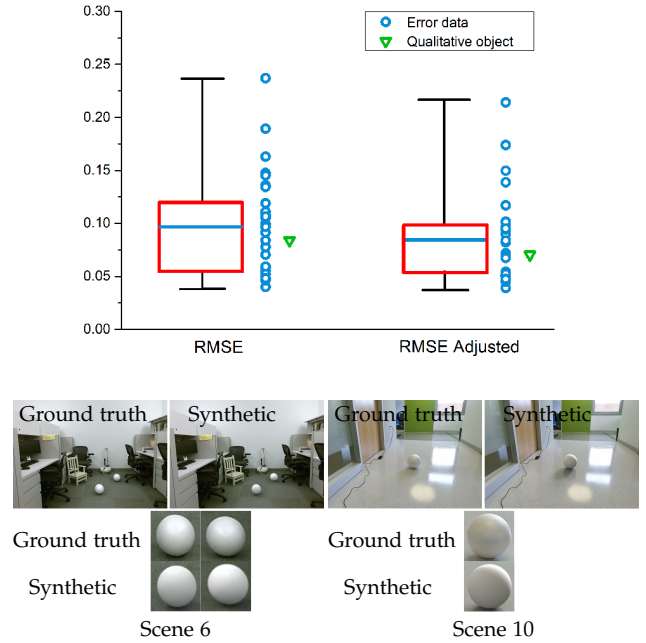 0.30
Error data
Qualitative object
0.25
0.20
0.15
0.10
0.05
0.00
RMSE
RMSE Adjusted
Ground truth
Synthetic
Ground truth
Synthetic
Ground truth
Ground truth
Synthetic
Synthetic
Scene 6
Scene 10